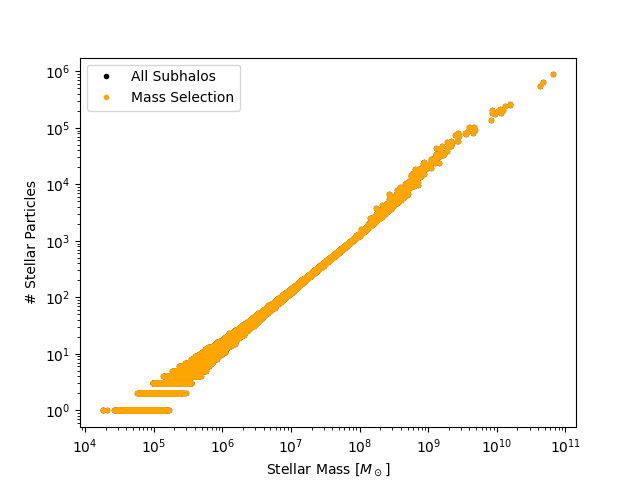 All Subhalos
Mass Selection
10⁶
10⁵
10⁴
10³
10²
10¹
10⁰
# Stellar Particles
10⁴ 10⁵ 10⁶ 10⁷ 10⁸ 10⁹ 10¹⁰ 10¹¹
Stellar Mass [M⊙]